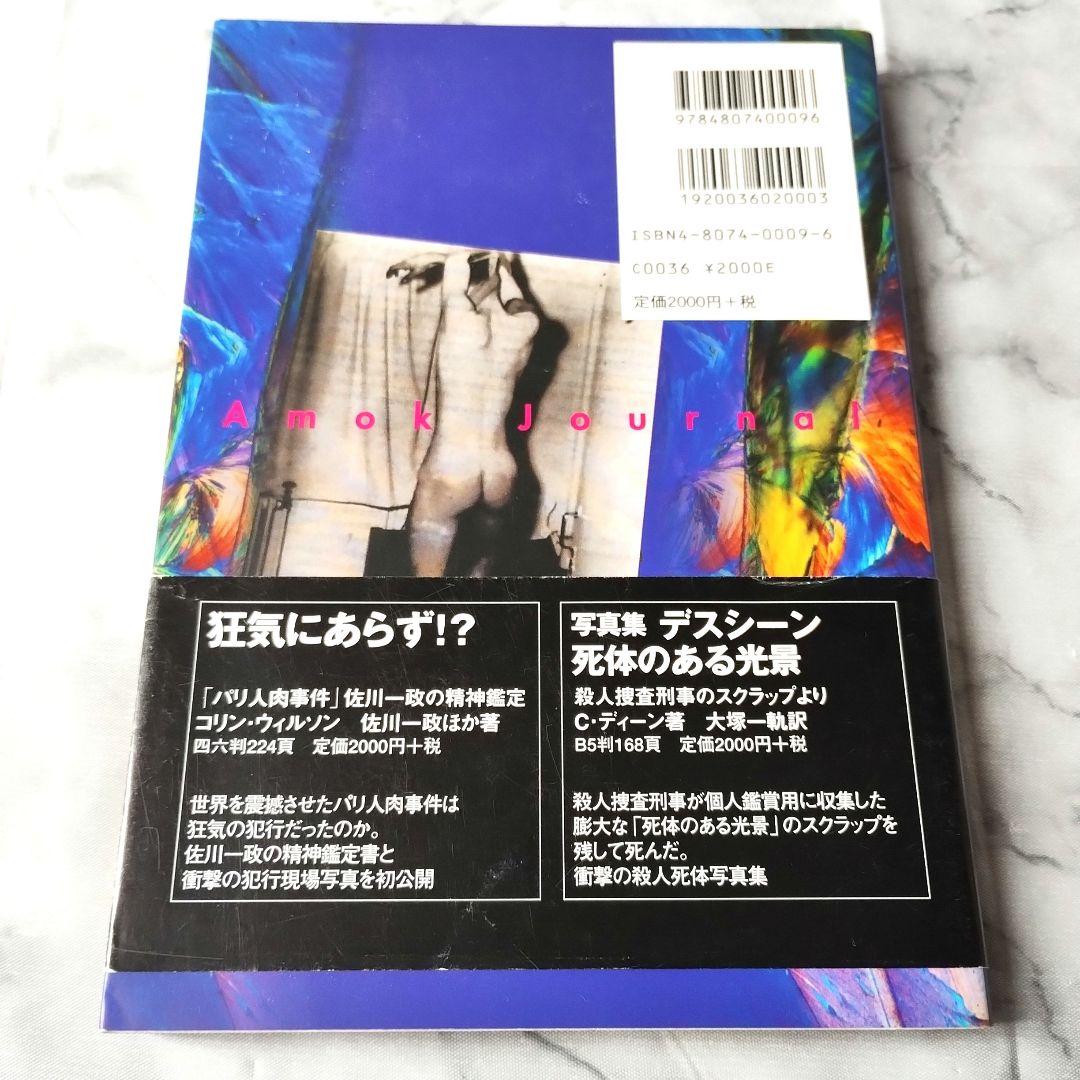 9784807400096
1920036020003
ISBN4-8074-0009-6
C0036 ¥2000E
定価2000円+税
Amok Journal
狂気にあらず!?
「パリ人肉事件」佐川一政の精神鑑定
コリン・ウィルソン 佐川一政ほか著
四六判224頁 定価2000円+税
世界を震撼させたパリ人肉事件は
狂気の犯行だったのか。
佐川一政の精神鑑定書と
衝撃の犯行現場写真を初公開
写真集 デスシーン
死体のある光景
殺人捜査刑事のスクラップより
C・ディーン著 大塚一軌訳
B5判168頁 定価2000円+税
殺人捜査刑事が個人鑑賞用に収集した
膨大な「死体のある光景」のスクラップを
残して死んだ。
衝撃の殺人死体写真集